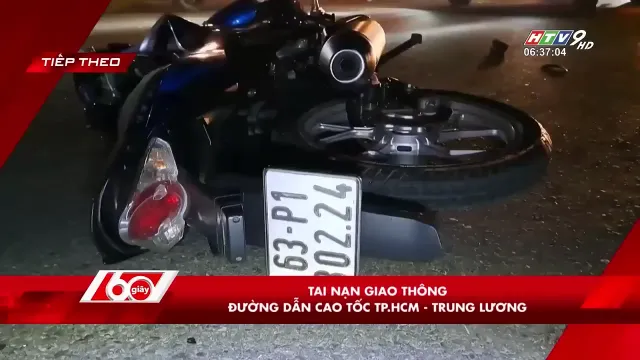 TIẾP THEO
HTV9 HD
06:37:04
63-P1
302.24
60 giây
TAI NẠN GIAO THÔNG
ĐƯỜNG DẪN CAO TỐC TP.HCM - TRUNG LƯƠNG